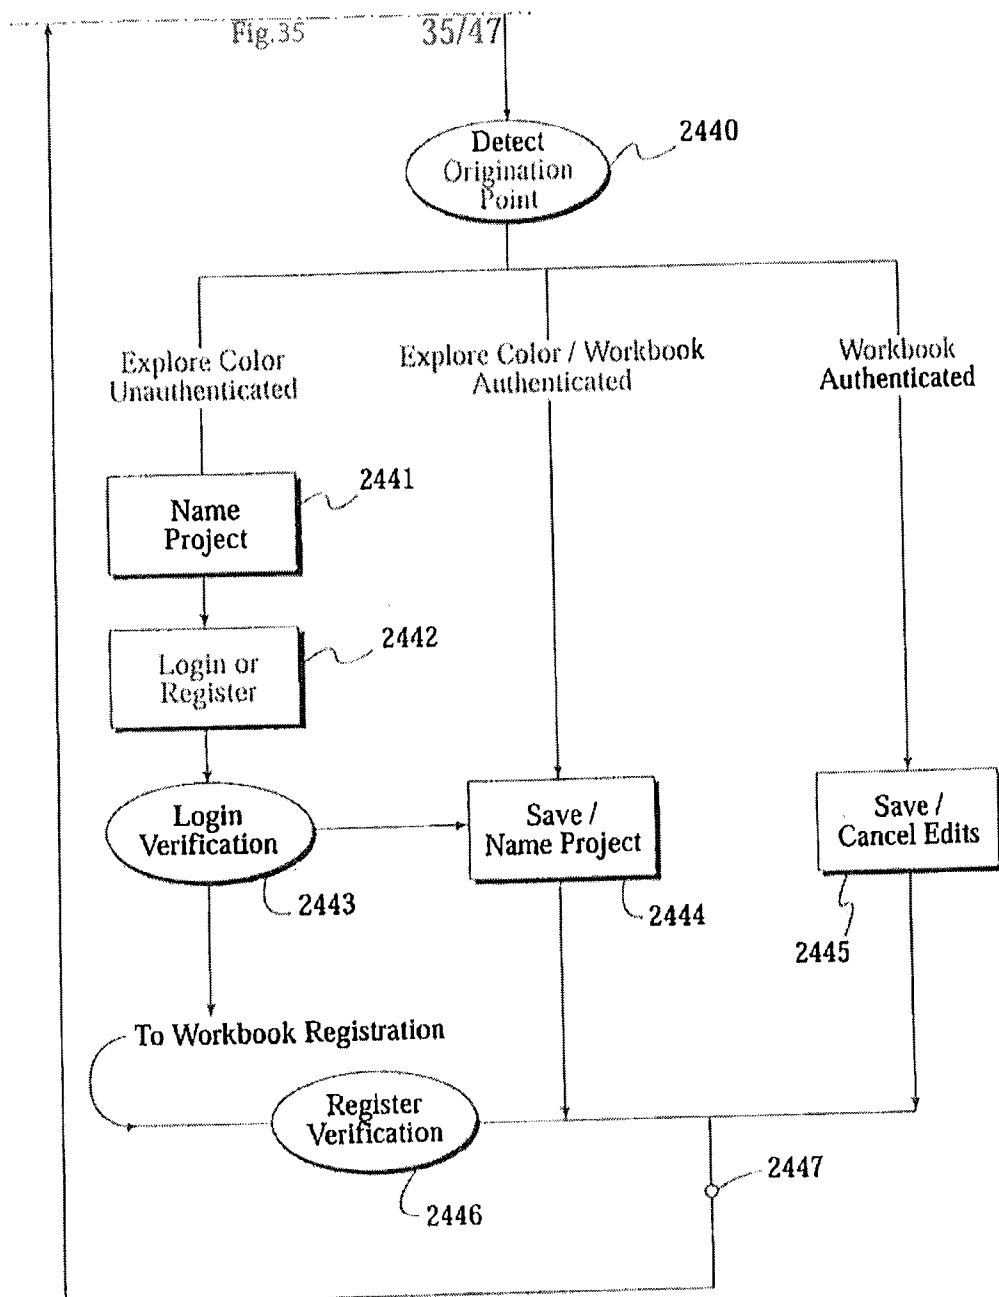 Fig.35
35/47
Detect
Origination
Point
2440
Explore Color
Unauthenticated
Explore Color / Workbook
Authenticated
Workbook
Authenticated
Name
Project
2441
Login or
Register
2442
Login
Verification
2443
Save /
Name Project
2444
Save /
Cancel Edits
2445
To Workbook Registration
Register
Verification
2446
2447